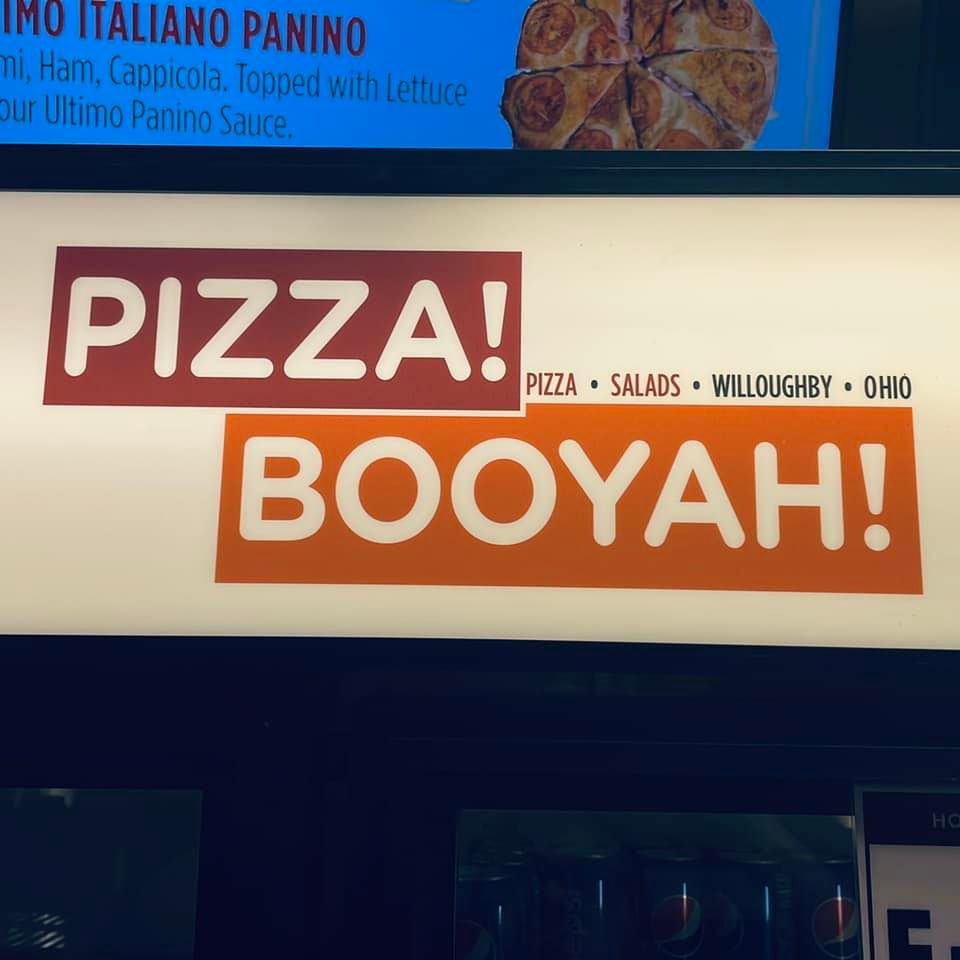 IMO ITALIANO PANINO
mi, Ham, Cappicola. Topped with Lettuce
our Ultimo Panino Sauce.
PIZZA!
PIZZA • SALADS • WILLOUGHBY • OHIO
BOOYAH!
HO